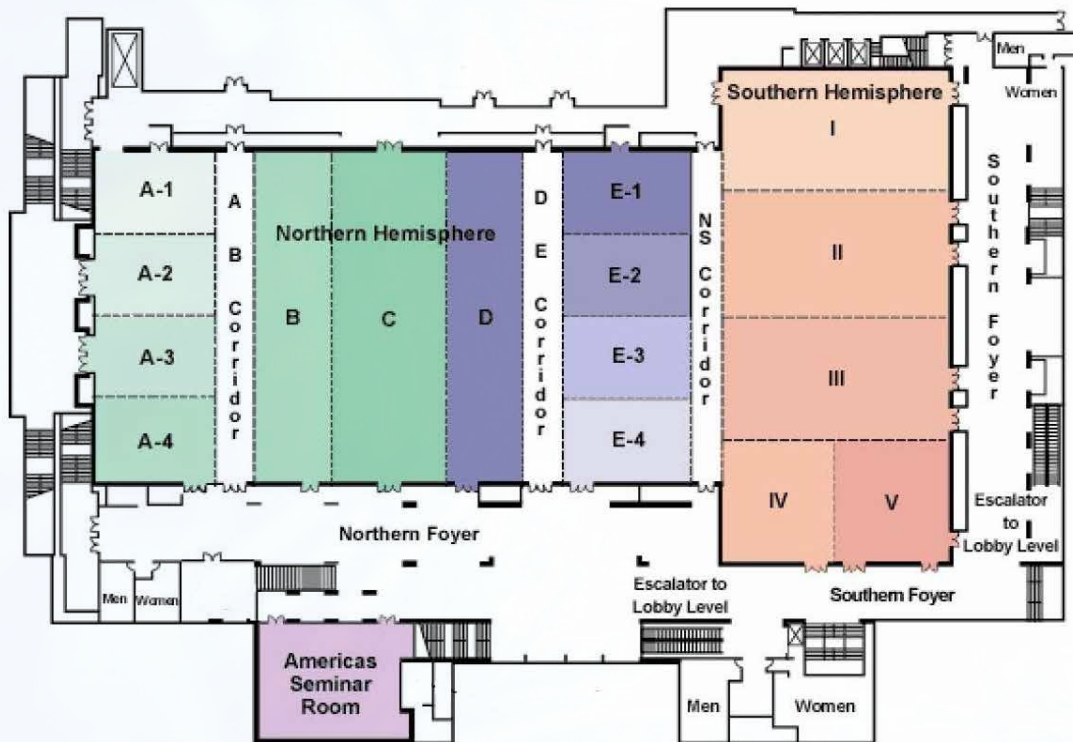 Men
Women
Southern Hemisphere
I
A-1
A-2
A-3
A-4
A B Corridor
Northern Hemisphere
B
C
D
D E Corridor
E-1
E-2
E-3
E-4
NS Corridor
II
III
IV
V
Southern Foyer
Escalator
to
Lobby Level
Northern Foyer
Escalator to
Lobby Level
Southern Foyer
Men
Women
Americas
Seminar
Room
Men
Women